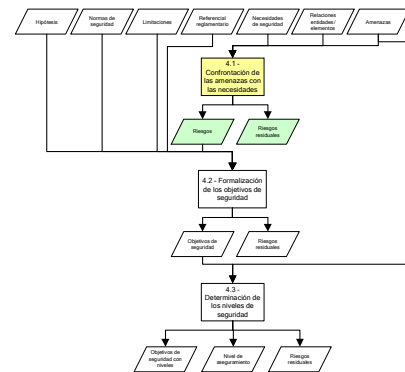 Hipótesis
Normas de
seguridad
Limitaciones
Referencial
reglamentario
Necesidades
de seguridad
Relaciones
entidades/
elementos
Amenazas
4.1 -
Confrontación de
las amenazas con
las necesidades
Riesgos
Riesgos
residuales
4.2 - Formalización
de los objetivos de
seguridad
Objetivos de
seguridad
Riesgos
residuales
4.3 -
Determinación de
los niveles de
seguridad
Objetivos de
seguridad con
niveles
Nivel de
aseguramiento
Riesgos
residuales